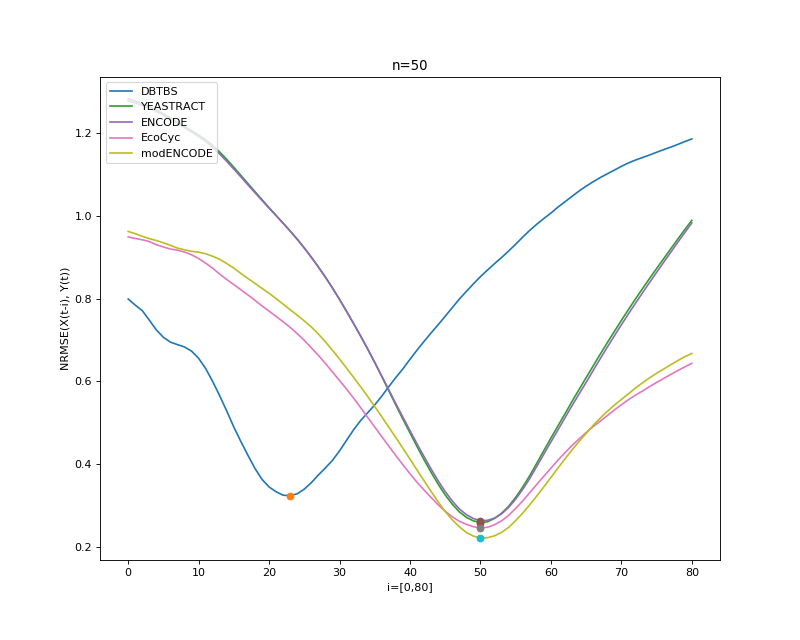 n=50
DBTBS
YEASTRACT
ENCODE
EcoCyc
modENCODE
NRMSE(X(t-i), Y(t))
1.2
1.0
0.8
0.6
0.4
0.2
0 10 20 30 40 50 60 70 80
i=[0,80]